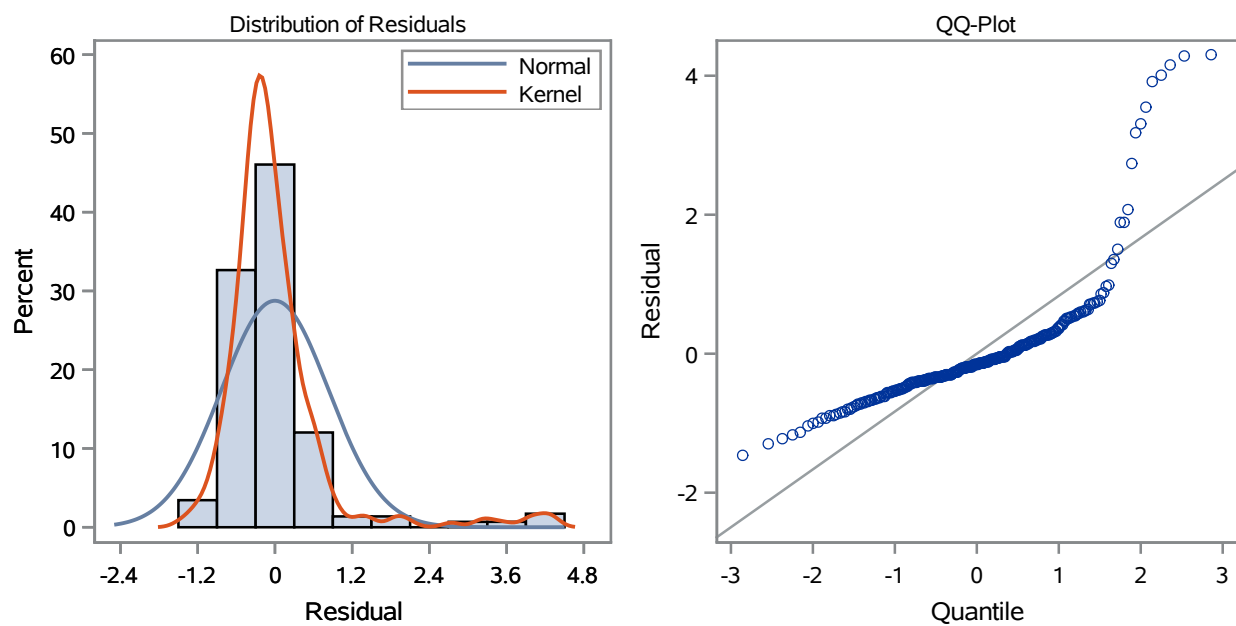 Distribution of Residuals
Normal
Kernel
60
50
40
30
20
10
0
Percent
-2.4 -1.2 0 1.2 2.4 3.6 4.8
Residual
QQ-Plot
4
2
0
-2
Residual
-3 -2 -1 0 1 2 3
Quantile